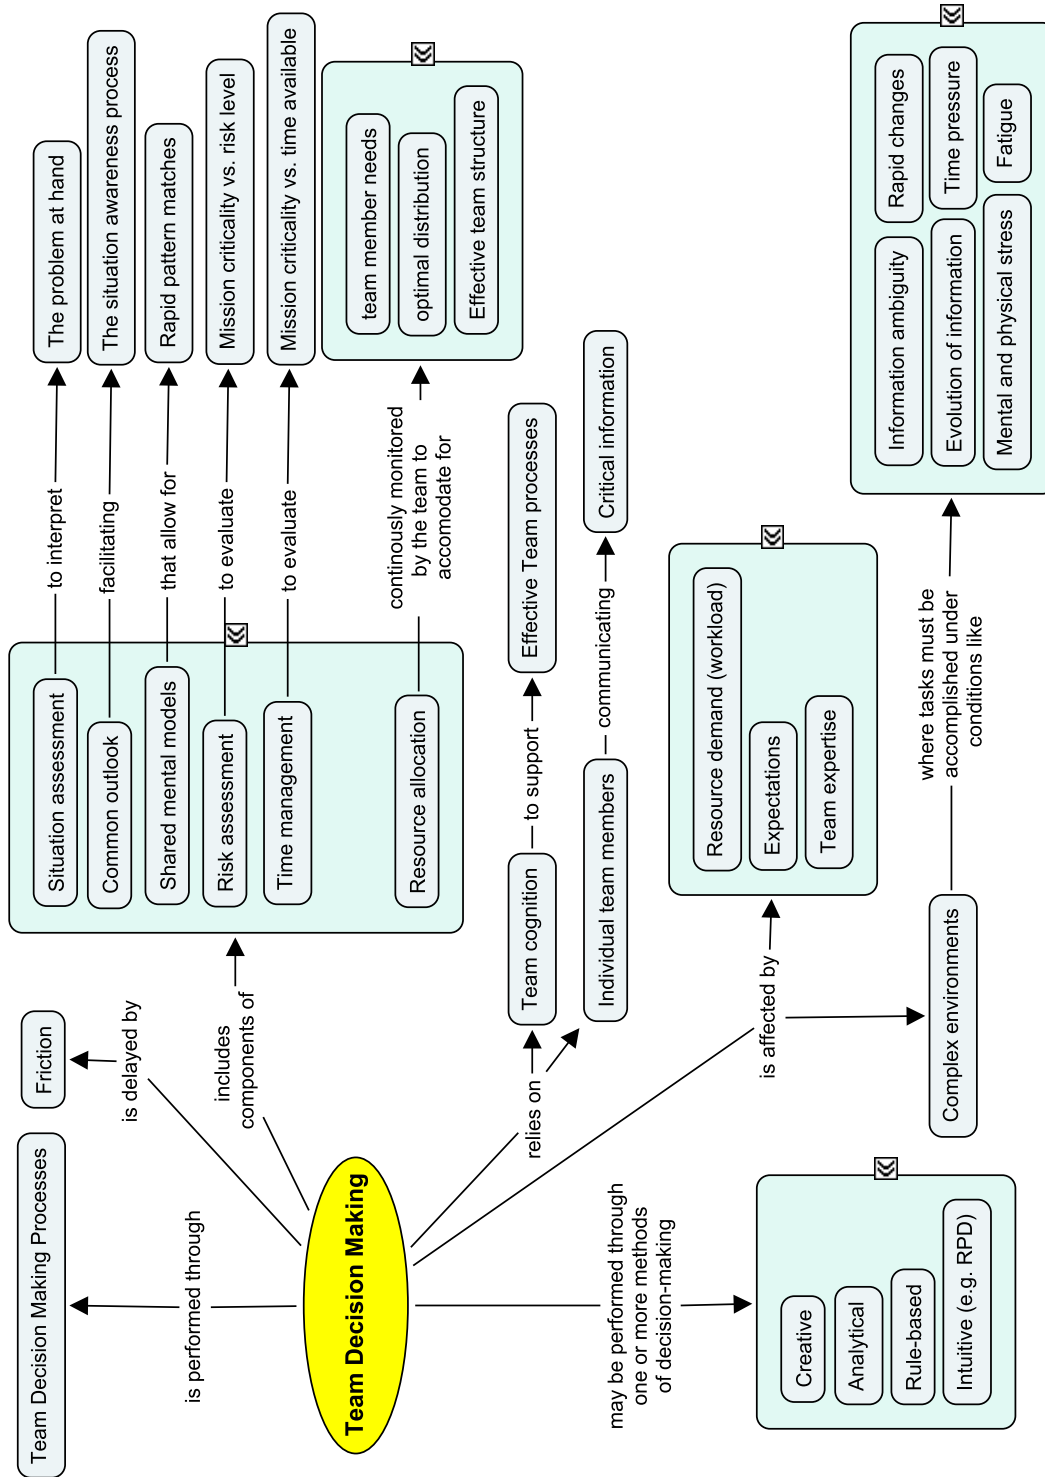 Team Decision Making Processes
is performed through
Friction
is delayed by
Team Decision Making
includes
components of
Situation assessment
Common outlook
Shared mental models
Risk assessment
Time management
Resource allocation
to interpret
facilitating
that allow for
to evaluate
to evaluate
continously monitored
by the team to
accomodate for
The problem at hand
The situation awareness process
Rapid pattern matches
Mission criticality vs. risk level
Mission criticality vs. time available
team member needs
optimal distribution
Effective team structure
relies on
Team cognition
to support
Effective Team processes
Individual team members
communicating
Critical information
is affected by
Resource demand (workload)
Expectations
Team expertise
Complex environments
where tasks must be
accomplished under
conditions like
Information ambiguity
Rapid changes
Evolution of information
Time pressure
Mental and physical stress
Fatigue
may be performed through
one or more methods
of decision-making
Creative
Analytical
Rule-based
Intuitive (e.g. RPD)